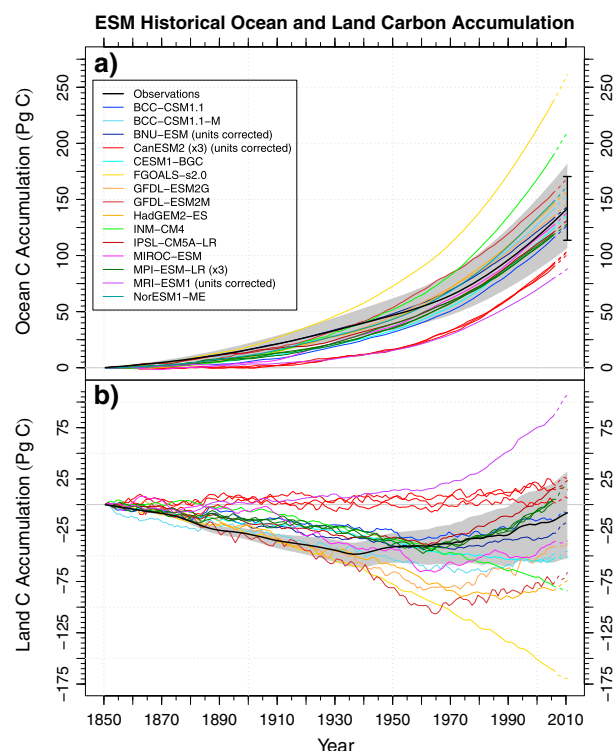 ESM Historical Ocean and Land Carbon Accumulation
a)
Observations
BCC−CSM1.1
BCC−CSM1.1−M
BNU−ESM (units corrected)
CanESM2 (x3) (units corrected)
CESM1−BGC
FGOALS−s2.0
GFDL−ESM2G
GFDL−ESM2M
HadGEM2−ES
INM−CM4
IPSL−CM5A−LR
MIROC−ESM
MPI−ESM−LR (x3)
MRI−ESM1 (units corrected)
NorESM1−ME
Ocean C Accumulation (Pg C)
250
200
150
100
50
0
250
200
150
100
50
0
b)
Land C Accumulation (Pg C)
75
25
−25
−75
−125
−175
75
25
−25
−75
−125
−175
1850 1870 1890 1910 1930 1950 1970 1990 2010
Year